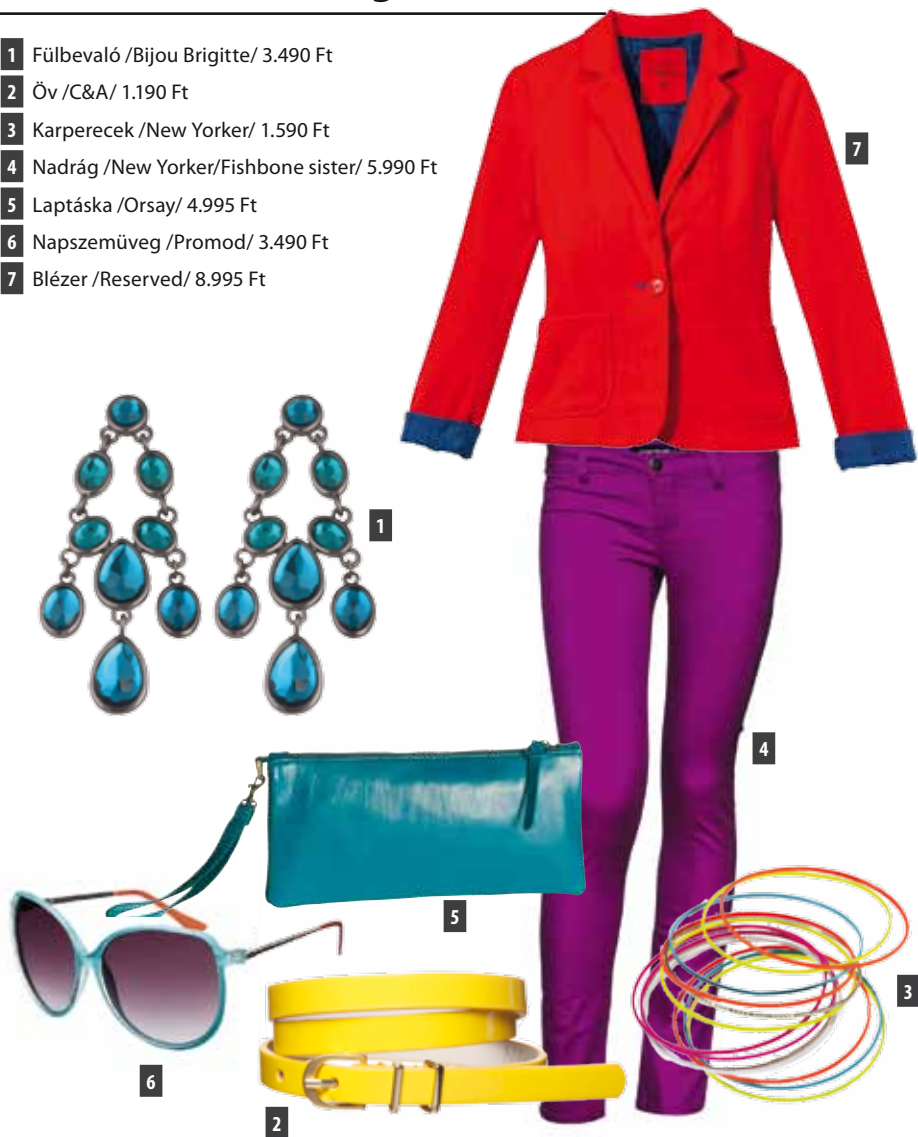 1 Fülbevaló /Bijou Brigitte/ 3.490 Ft
2 Öv /C&A/ 1.190 Ft
3 Karperecek /New Yorker/ 1.590 Ft
4 Nadrág /New Yorker/Fishbone sister/ 5.990 Ft
5 Laptáska /Orsay/ 4.995 Ft
6 Napszemüveg /Promod/ 3.490 Ft
7 Blézer /Reserved/ 8.995 Ft
7
1
4
5
3
6
2